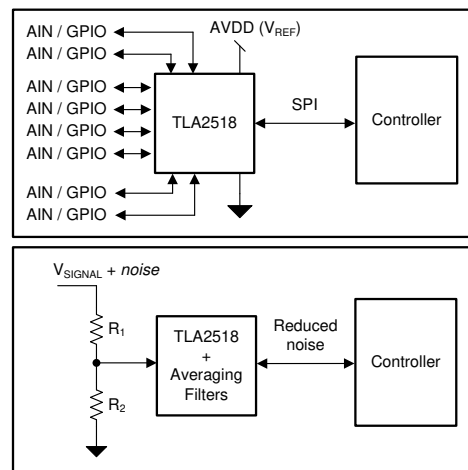 AIN / GPIO
AVDD (VREF)
AIN / GPIO
AIN / GPIO
AIN / GPIO
AIN / GPIO
AIN / GPIO
TLA2518
SPI
Controller
AIN / GPIO
AIN / GPIO
VSIGNAL + noise
R1
R2
TLA2518
+
Averaging
Filters
Reduced
noise
Controller